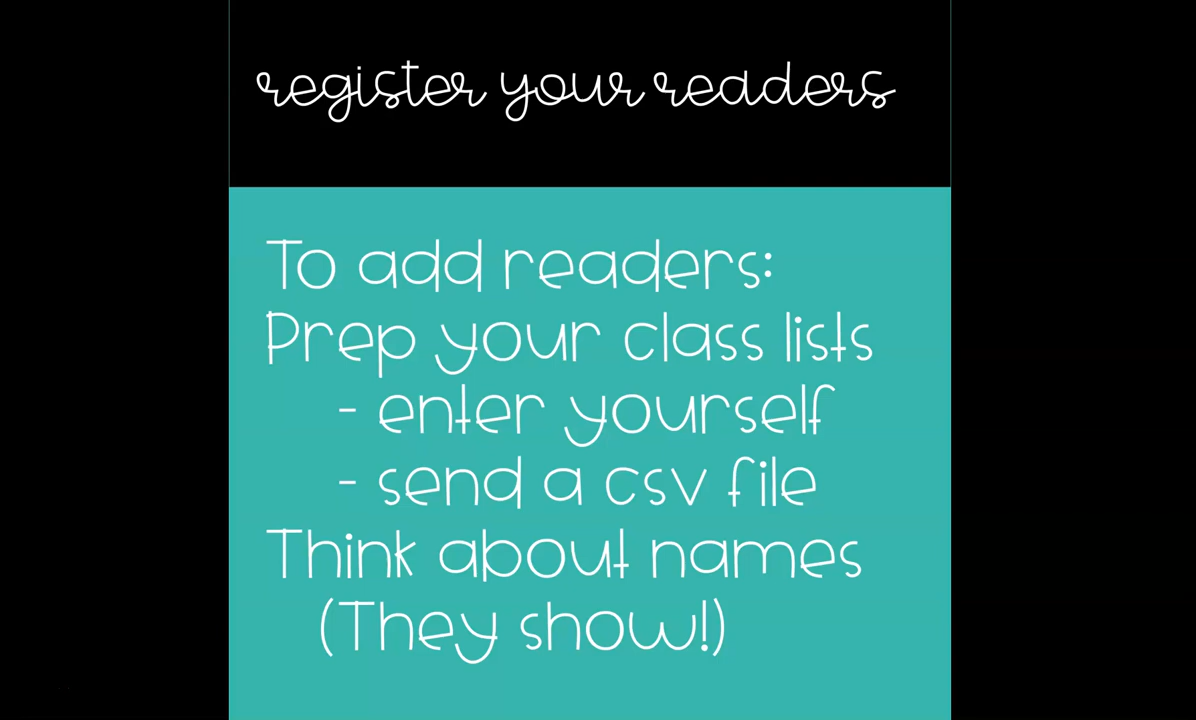 register your readers
To add readers:
Prep your class lists
- enter yourself
- send a csv file
Think about names
(They show!)